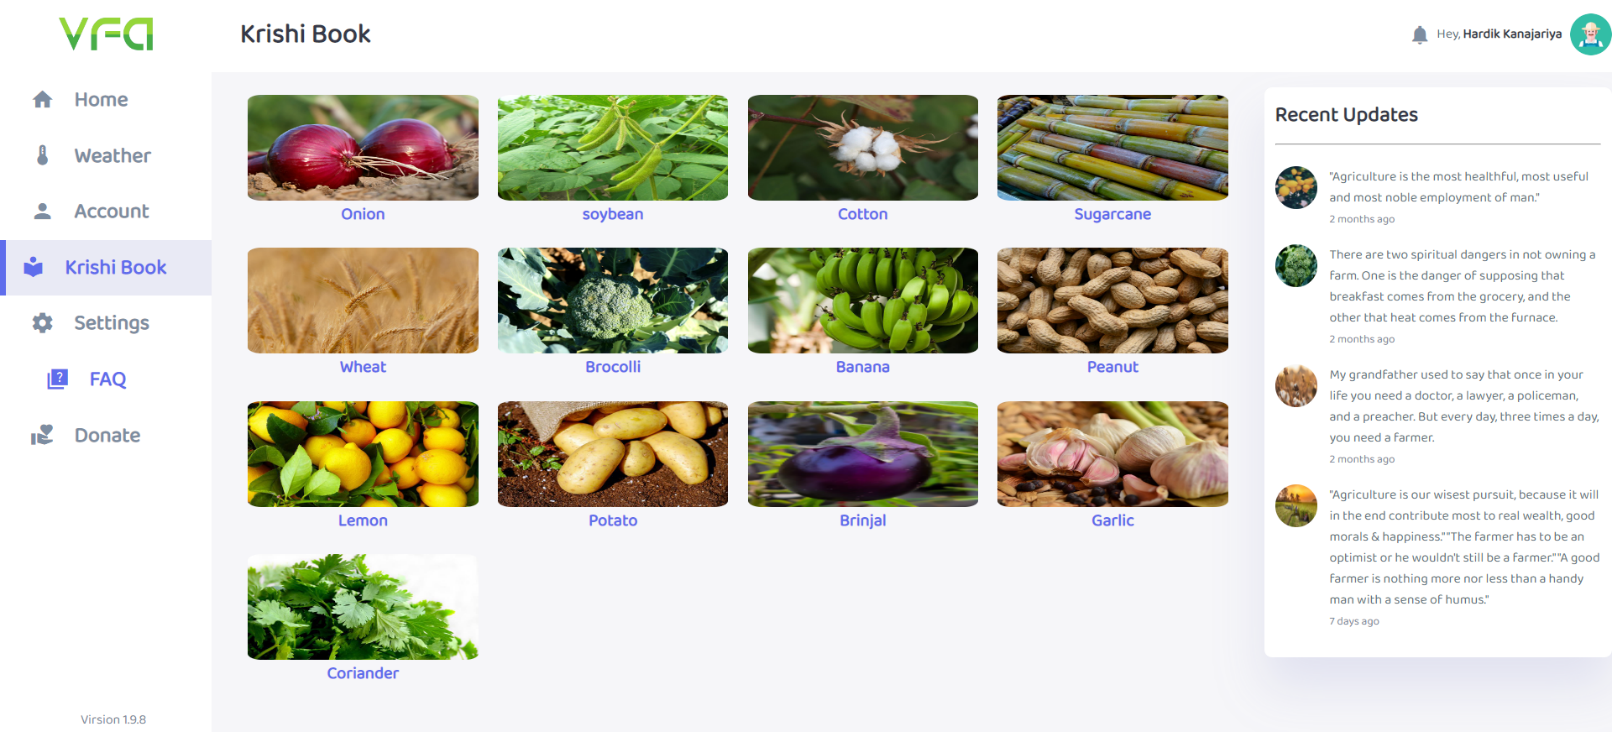 vFa
Krishi Book
Hey, Hardik Kanajariya
Home
Weather
Account
Krishi Book
Settings
FAQ
Donate
Virsion 1.9.8
Onion
soybean
Cotton
Sugarcane
Wheat
Brocolli
Banana
Peanut
Lemon
Potato
Brinjal
Garlic
Coriander
Recent Updates
"Agriculture is the most healthful, most useful
and most noble employment of man."
2 months ago
There are two spiritual dangers in not owning a
farm. One is the danger of supposing that
breakfast comes from the grocery, and the
other that heat comes from the furnace.
2 months ago
My grandfather used to say that once in your
life you need a doctor, a lawyer, a policeman,
and a preacher. But every day, three times a day,
you need a farmer.
2 months ago
"Agriculture is our wisest pursuit, because it will
in the end contribute most to real wealth, good
morals & happiness.""The farmer has to be an
optimist or he wouldn't still be a farmer.""A good
farmer is nothing more nor less than a handy
man with a sense of humus."
7 days ago